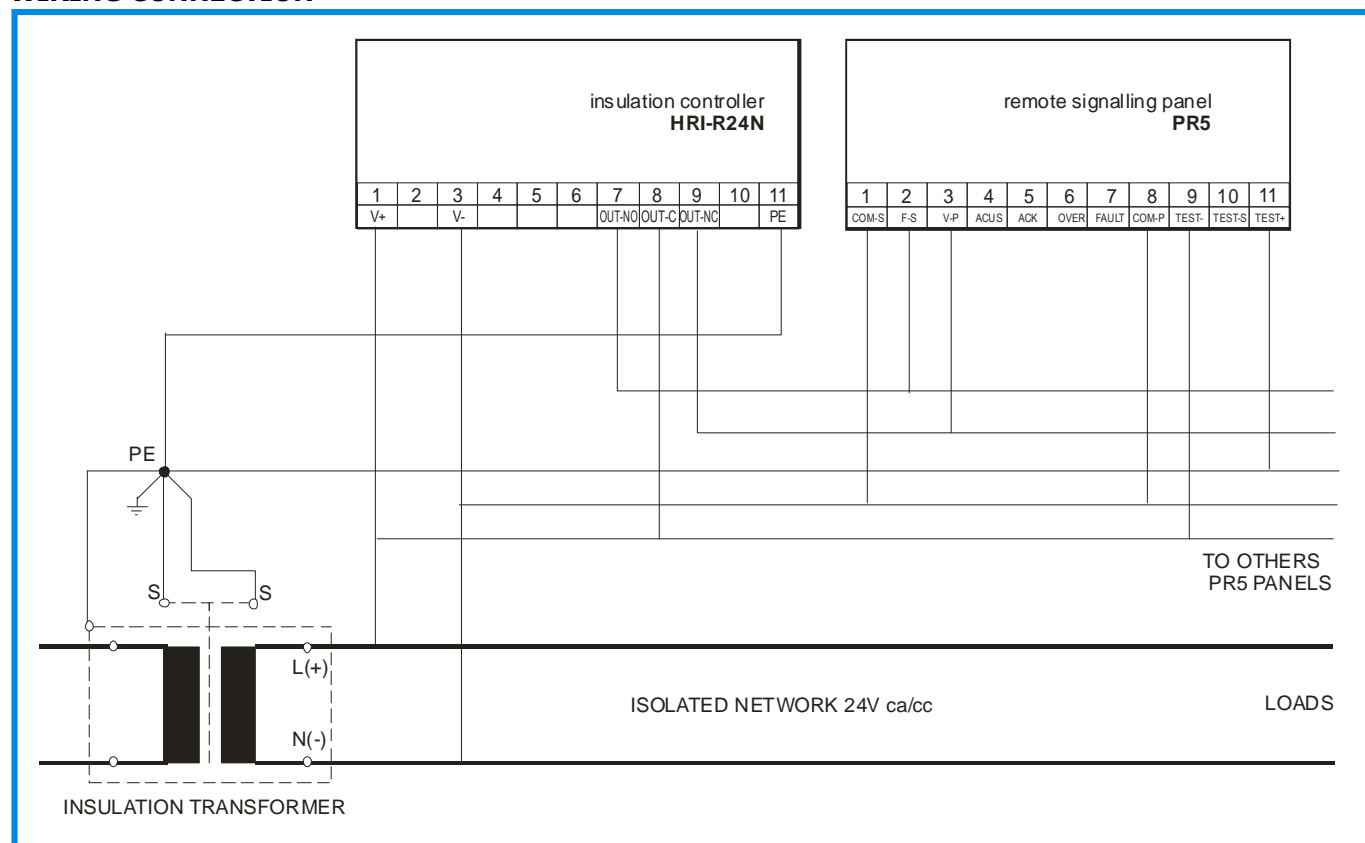 WIRING CONNECTION
insulation controller
HRI-R24N
remote signalling panel
PR5
1 2 3 4 5 6 7 8 9 10 11
V+ V- OUT-NO OUT-C OUT-NC PE
1 2 3 4 5 6 7 8 9 10 11
COM-S F-S V-P ACUS ACK OVER FAULT COM-P TEST- TEST-S TEST+
PE
TO OTHERS
PR5 PANELS
S S
L(+)
ISOLATED NETWORK 24V ca/cc
LOADS
N(-)
INSULATION TRANSFORMER